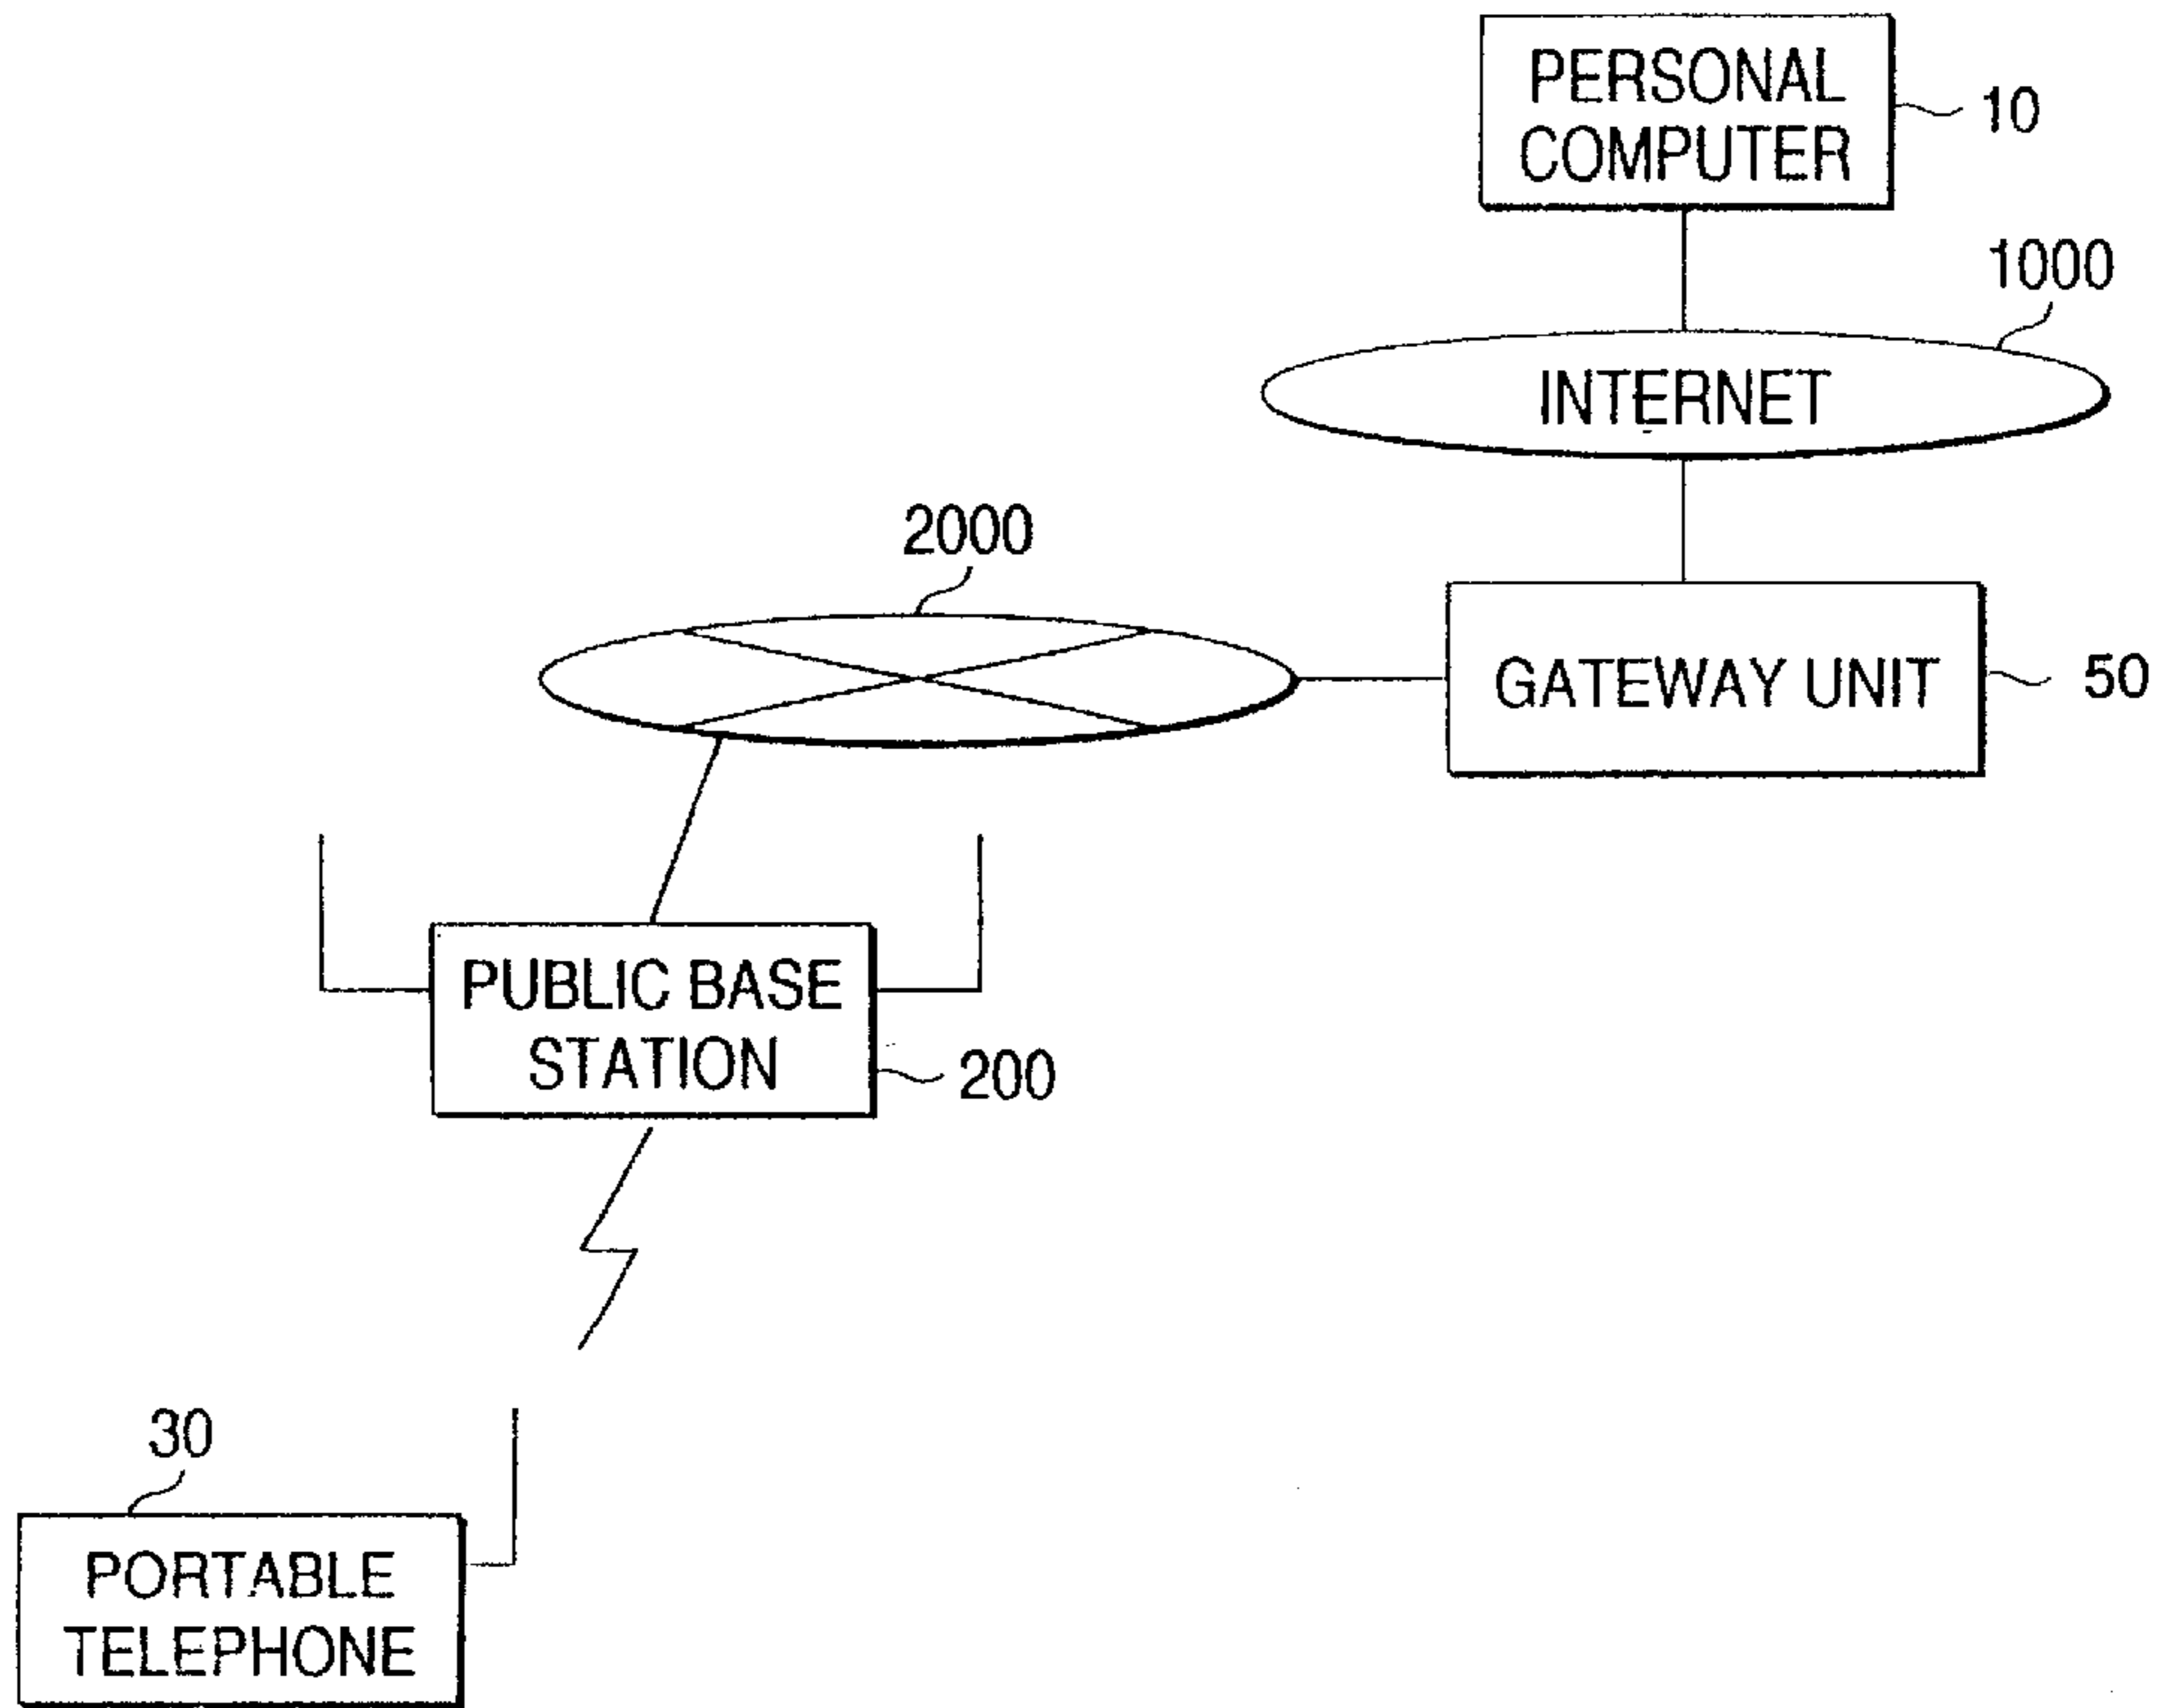 PERSONAL
COMPUTER
10
1000
INTERNET
2000
GATEWAY UNIT
50
PUBLIC BASE
STATION
200
30
PORTABLE
TELEPHONE